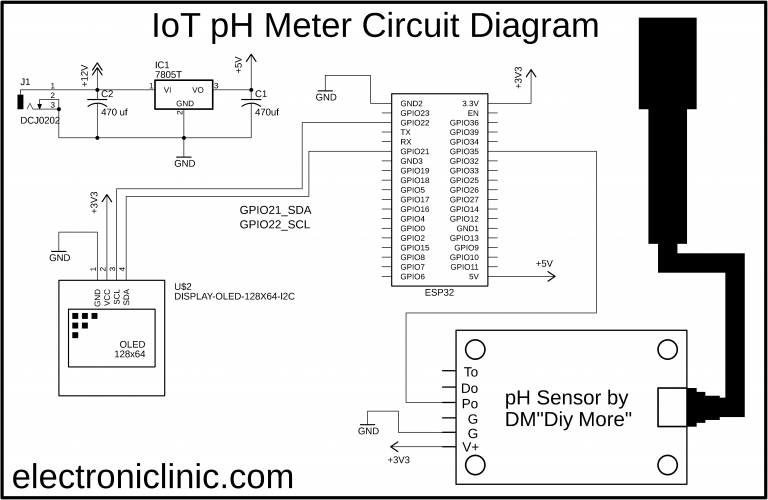 IoT pH Meter Circuit Diagram
J1
1
2
3
DCJ0202
+12V
C2
470 uf
IC1
7805T
1
VI
VO
3
GND
2
GND
+5V
C1
470uf
GND
+3V3
GND2
GPIO23
GPIO22
TX
RX
GPIO21
GND3
GPIO19
GPIO18
GPIO5
GPIO17
GPIO16
GPIO4
GPIO0
GPIO2
GPIO15
GPIO8
GPIO7
GPIO6
3.3V
EN
GPIO36
GPIO39
GPIO34
GPIO35
GPIO32
GPIO33
GPIO25
GPIO26
GPIO27
GPIO14
GPIO12
GND1
GPIO13
GPIO9
GPIO10
GPIO11
5V
+5V
ESP32
GPIO21_SDA
GPIO22_SCL
+3V3
GND
1
2
3
4
GND
VCC
SCL
SDA
U$2
DISPLAY-OLED-128X64-I2C
OLED
128x64
To
Do
Po
G
G
V+
GND
+3V3
pH Sensor by
DM"Diy More"
electroniclinic.com